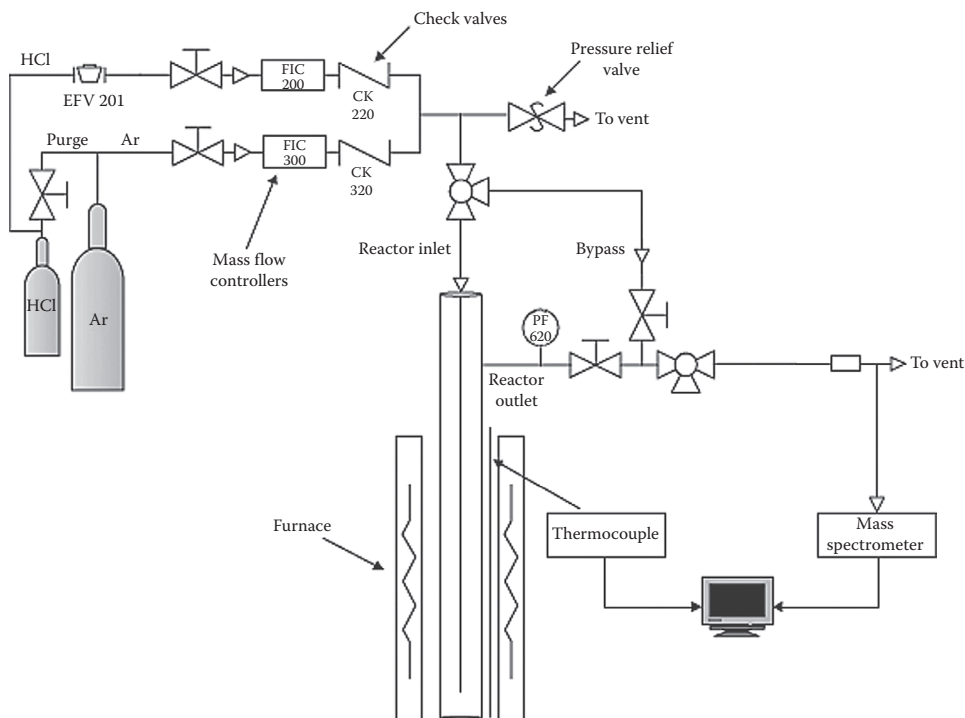 Check valves
HCl
FIC
200
Pressure relief
valve
EFV 201
CK
220
To vent
Purge
Ar
FIC
300
CK
320
Reactor inlet
Bypass
Mass flow
controllers
HCl
Ar
PF
620
To vent
Reactor
outlet
Furnace
Thermocouple
Mass
spectrometer